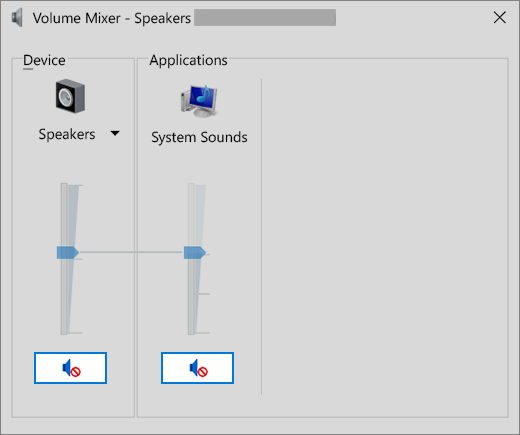 Volume Mixer - Speakers
Device
Applications
Speakers
System Sounds